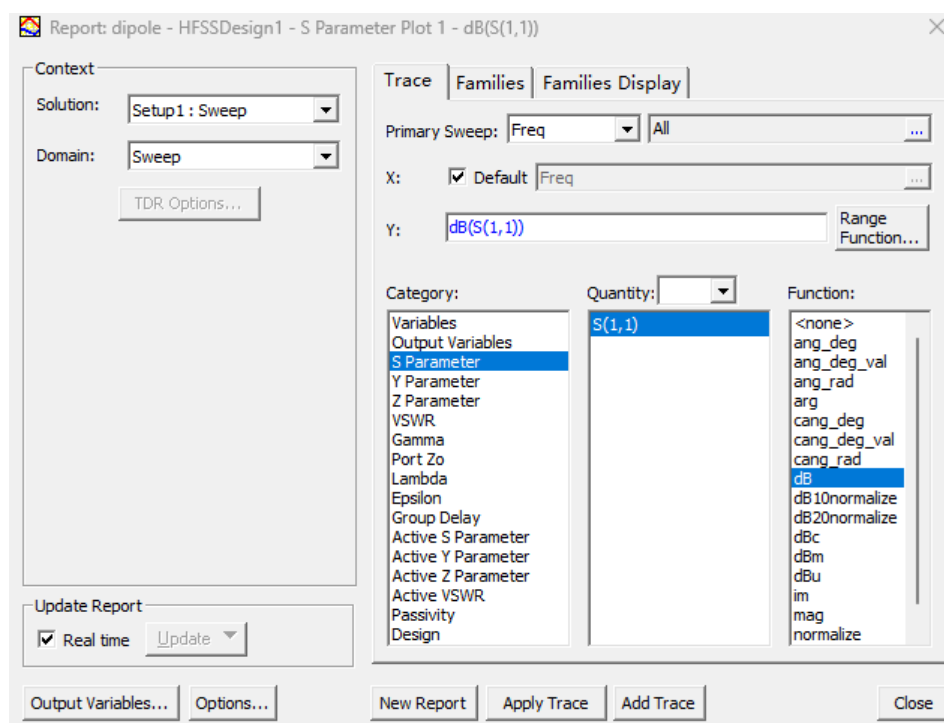 Report: dipole - HFSSDesign1 - S Parameter Plot 1 - dB(S(1,1))
Context
Solution:
Setup1 : Sweep
Domain:
Sweep
TDR Options...
Update Report
Real time
Update
Output Variables...
Options...
Trace
Families
Families Display
Primary Sweep:
Freq
All
...
X:
Default
Freq
...
Y:
dB(S(1,1))
Range
Function...
Category:
Variables
Output Variables
S Parameter
Y Parameter
Z Parameter
VSWR
Gamma
Port Zo
Lambda
Epsilon
Group Delay
Active S Parameter
Active Y Parameter
Active Z Parameter
Active VSWR
Passivity
Design
Quantity:
S(1,1)
Function:
<none>
ang_deg
ang_deg_val
ang_rad
arg
cang_deg
cang_deg_val
cang_rad
dB
dB10normalize
dB20normalize
dBc
dBm
dBu
im
mag
normalize
New Report
Apply Trace
Add Trace
Close